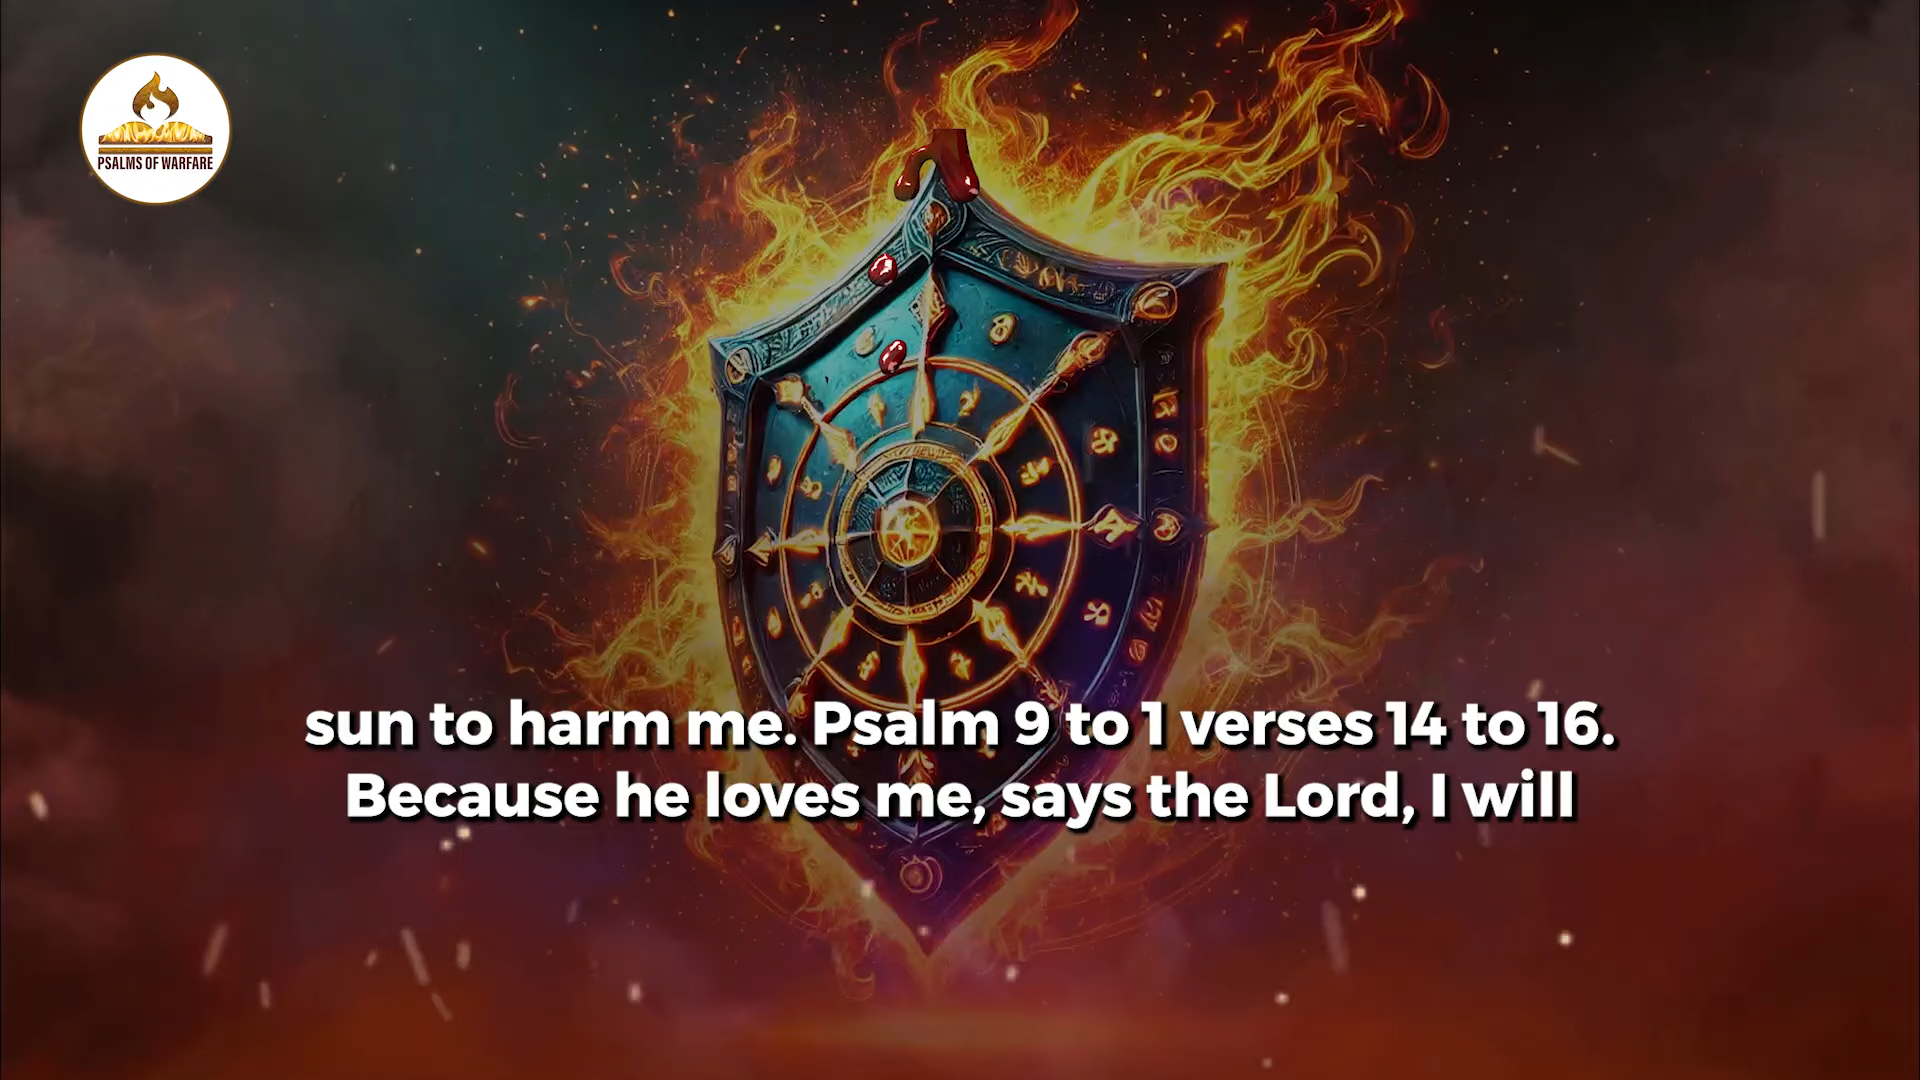 PSALMS OF WARFARE
sun to harm me. Psalm 9 to 1 verses 14 to 16.
Because he loves me, says the Lord, I will